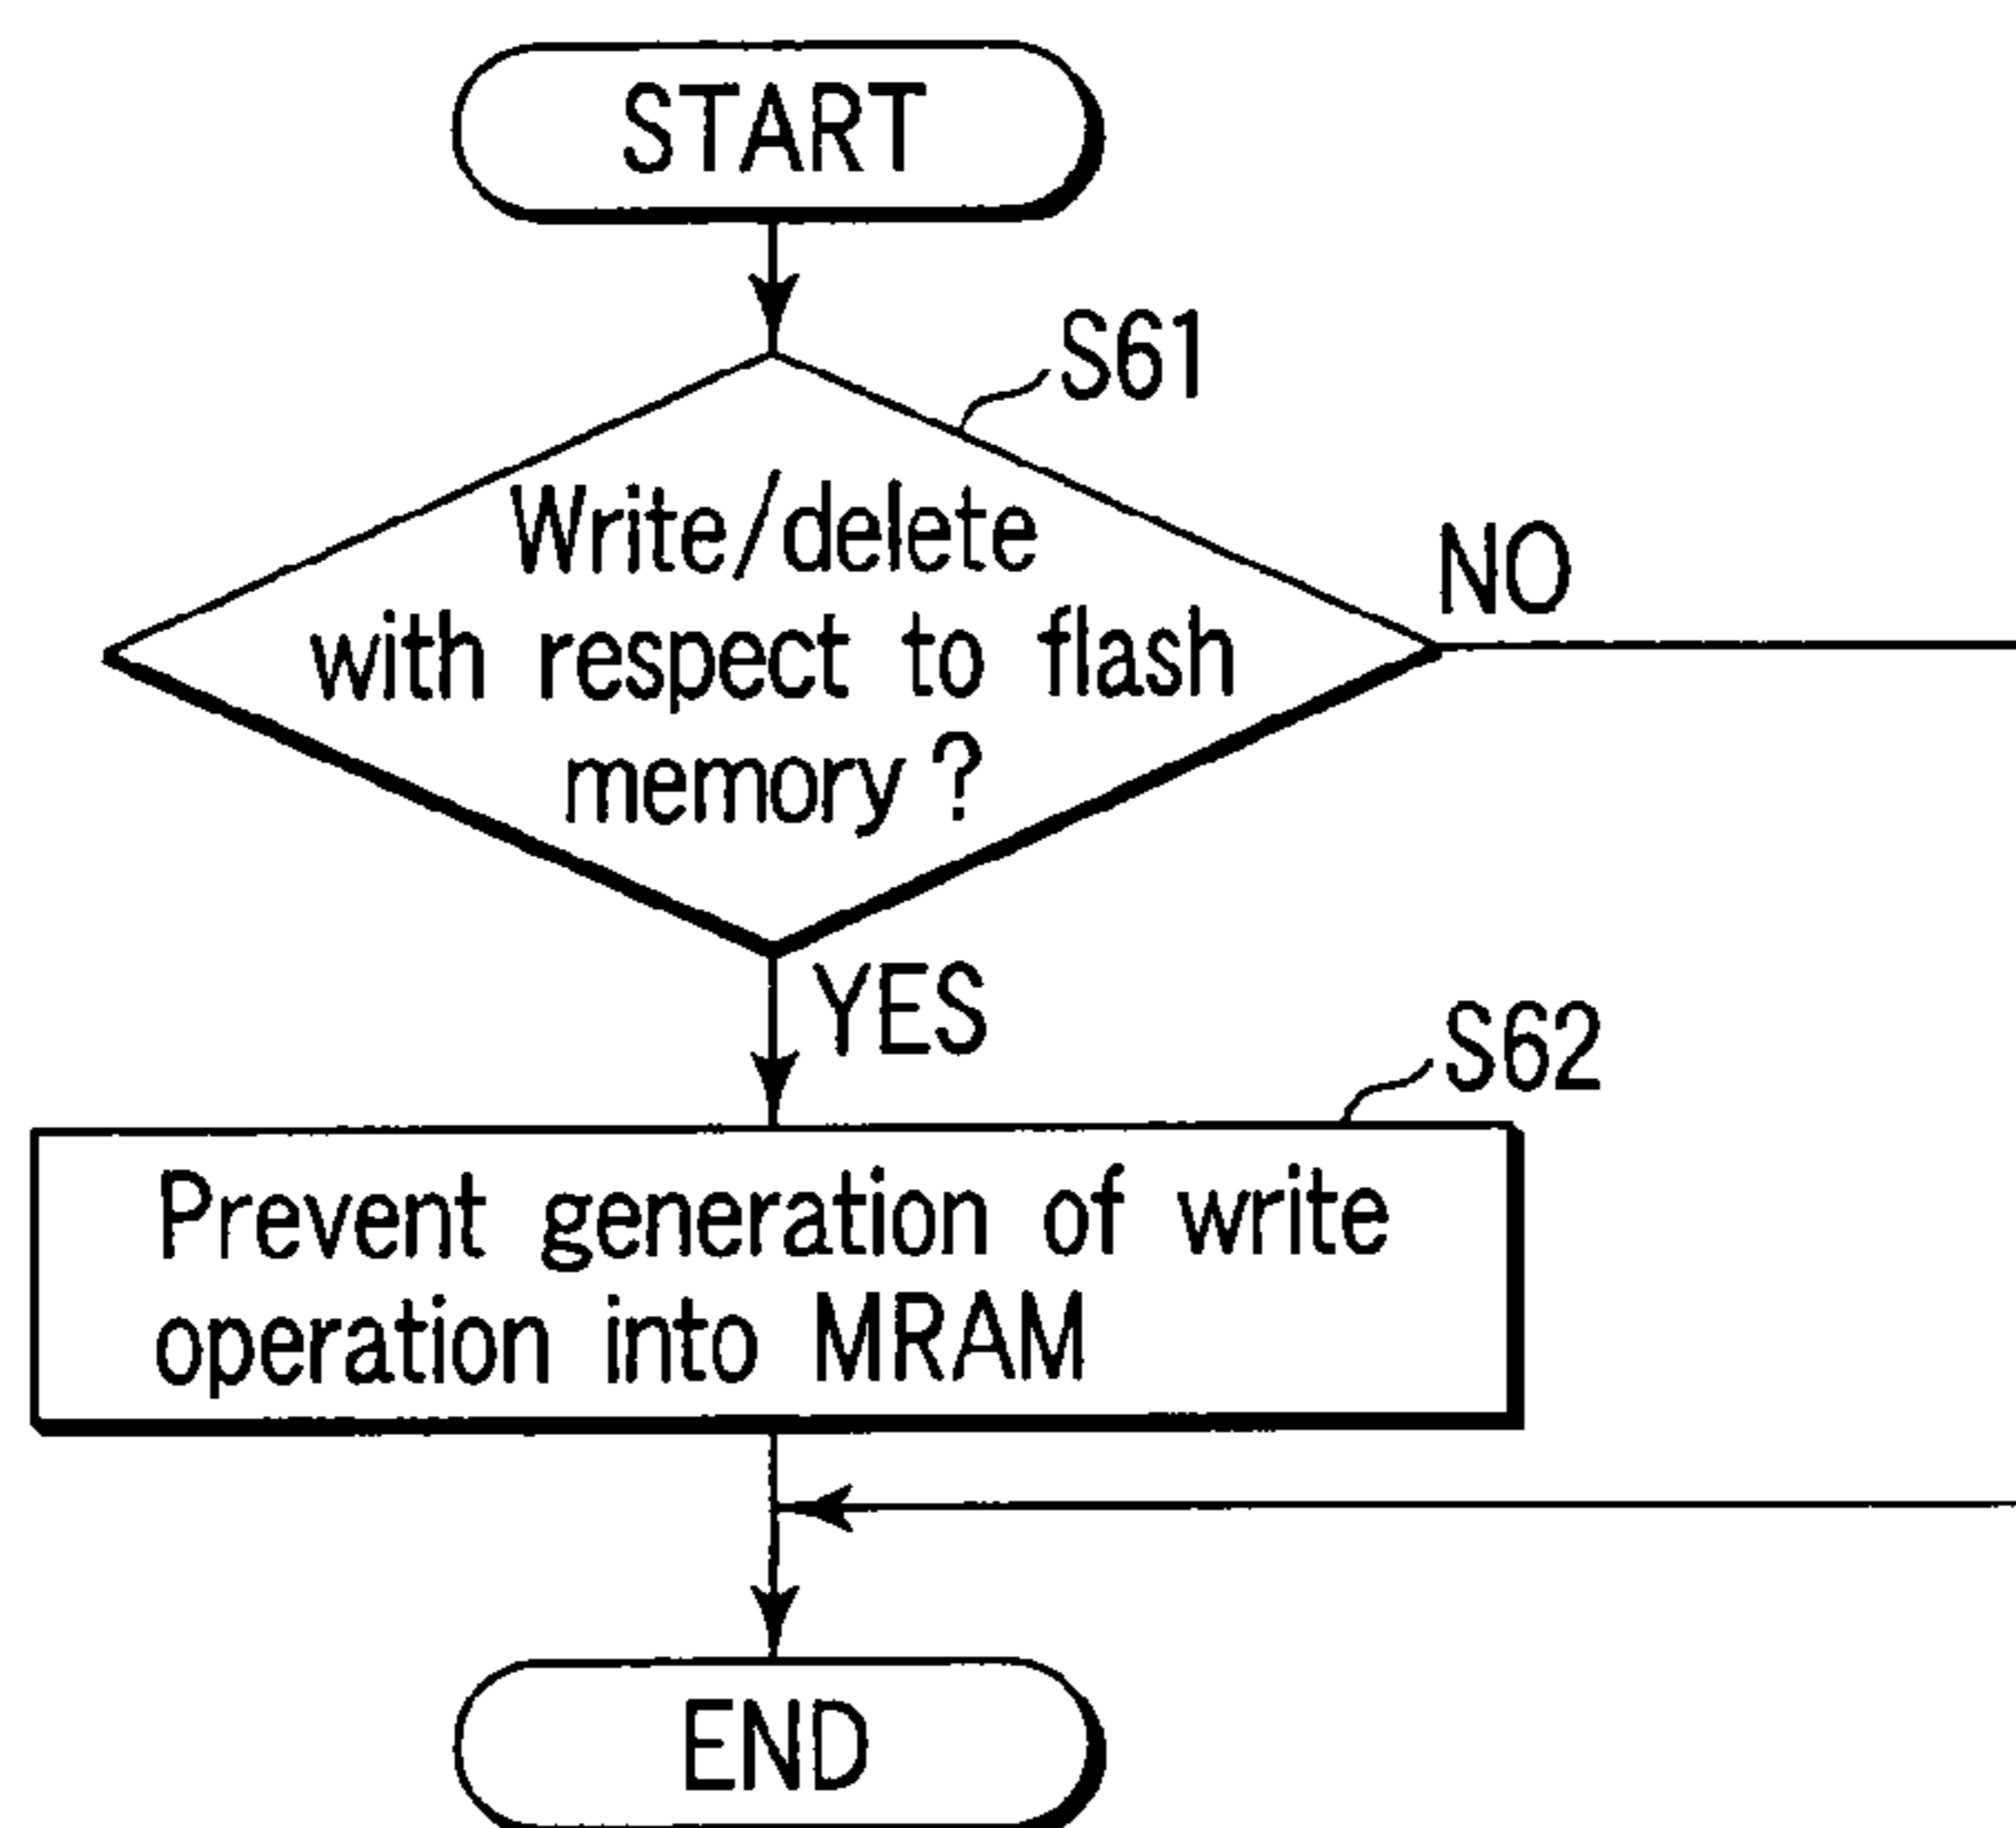 START
S61
Write/delete
with respect to flash
memory?
NO
YES
S62
Prevent generation of write
operation into MRAM
END